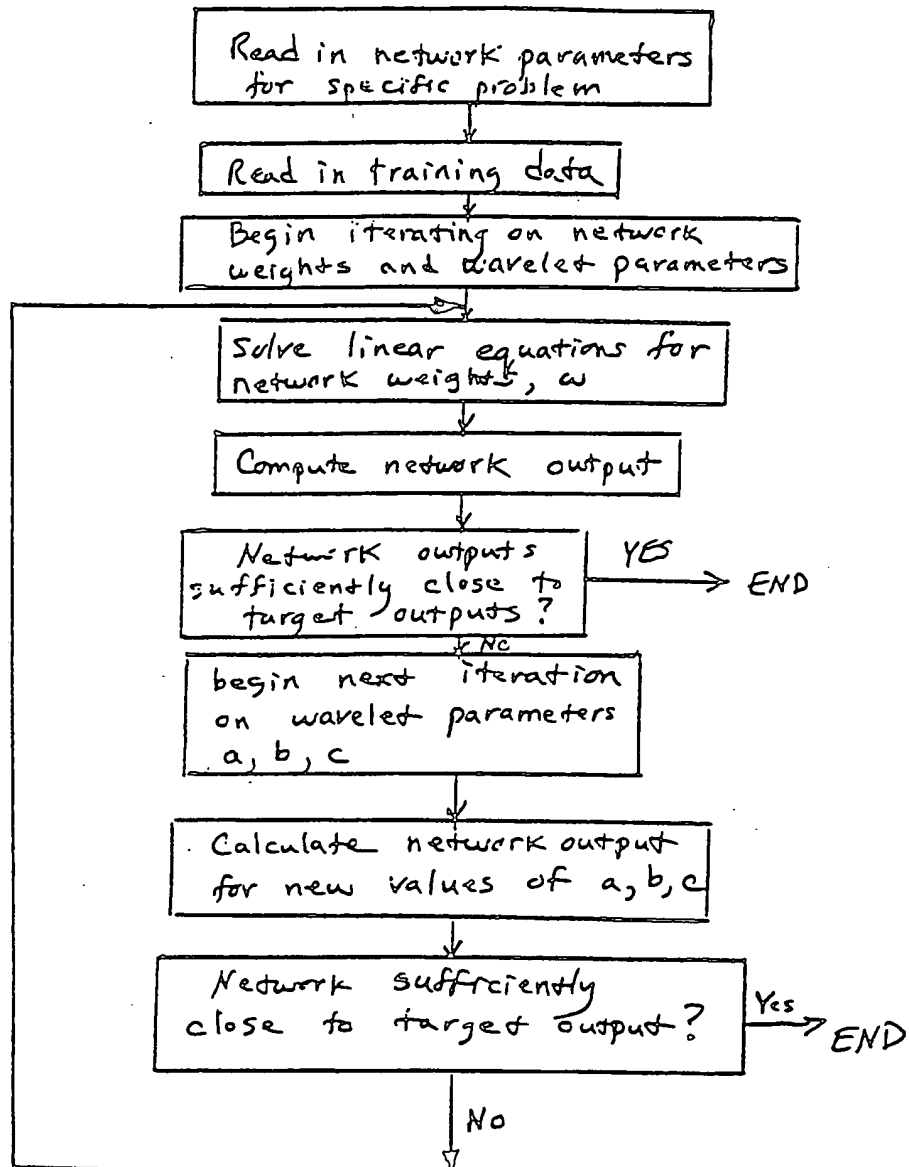 Read in network parameters
for specific problem
Read in training data
Begin iterating on network
weights and wavelet parameters
Solve linear equations for
network weights, ω
Compute network output
Network outputs
sufficiently close to
target outputs?
YES
END
No
begin next iteration
on wavelet parameters
a, b, c
Calculate network output
for new values of a, b, c
Network sufficiently
close to target output?
Yes
END
No